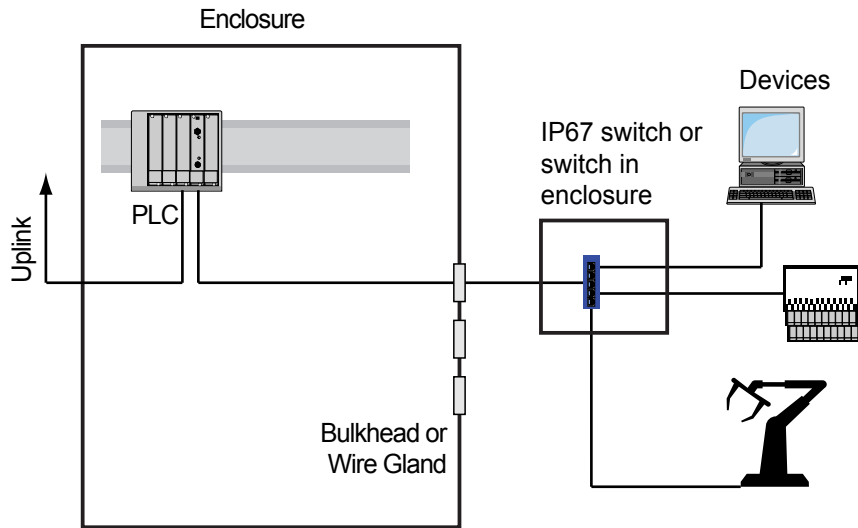 Enclosure
Devices
IP67 switch or
switch in
enclosure
PLC
Uplink
Bulkhead or
Wire Gland